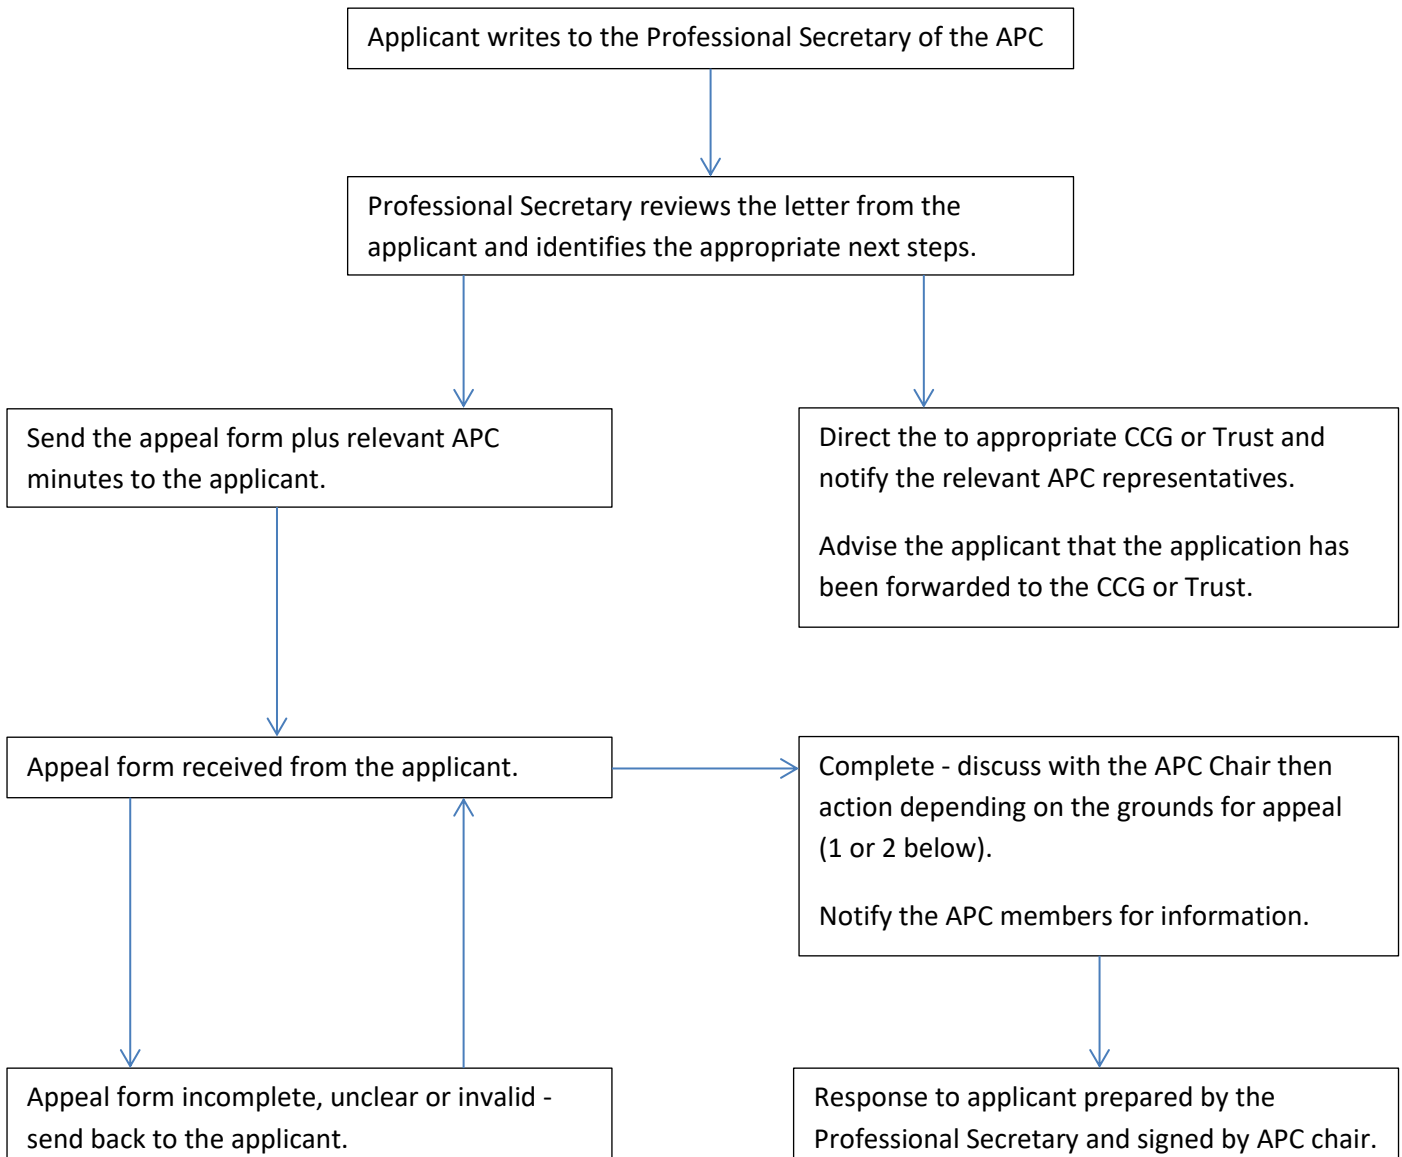 Applicant writes to the Professional Secretary of the APC
Professional Secretary reviews the letter from the
applicant and identifies the appropriate next steps.
Send the appeal form plus relevant APC
minutes to the applicant.
Direct the to appropriate CCG or Trust and
notify the relevant APC representatives.
Advise the applicant that the application has
been forwarded to the CCG or Trust.
Appeal form received from the applicant.
Complete - discuss with the APC Chair then
action depending on the grounds for appeal
(1 or 2 below).
Notify the APC members for information.
Appeal form incomplete, unclear or invalid -
send back to the applicant.
Response to applicant prepared by the
Professional Secretary and signed by APC chair.